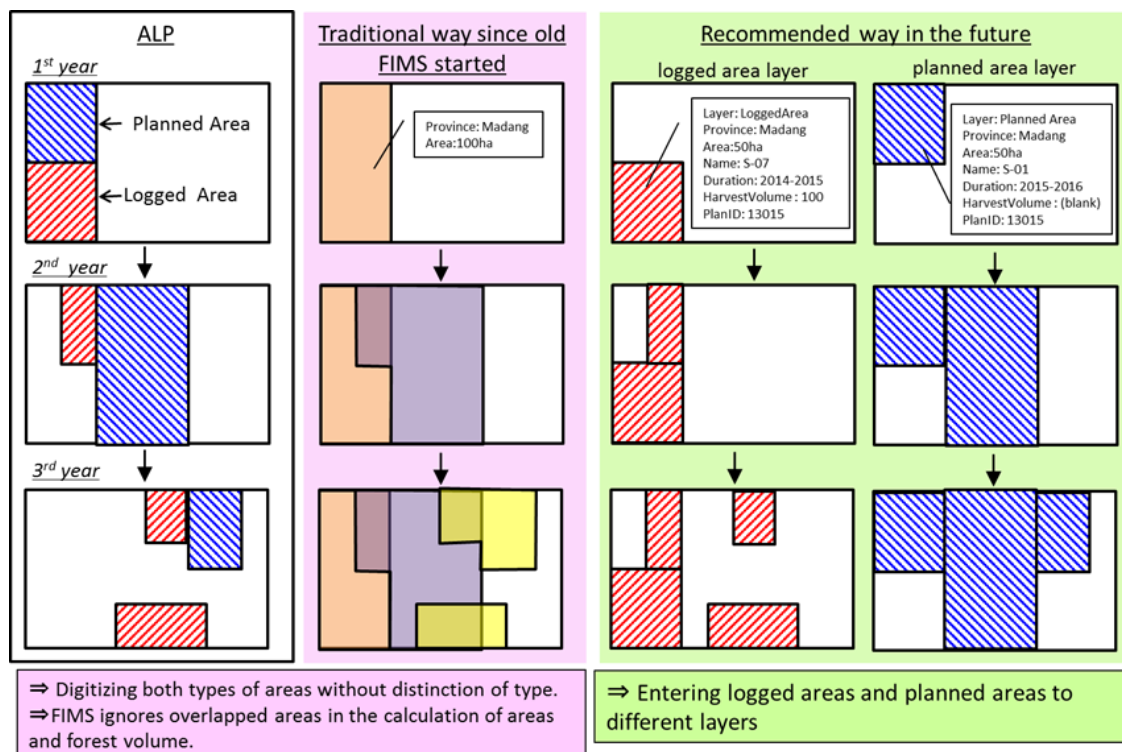 ALP
1st year
Planned Area
Logged Area
2nd year
3rd year
Traditional way since old
FIMS started
Province: Madang
Area:100ha
Recommended way in the future
logged area layer
planned area layer
Layer: LoggedArea
Province: Madang
Area:50ha
Name: S-07
Duration: 2014-2015
HarvestVolume : 100
PlanID: 13015
Layer: Planned Area
Province: Madang
Area:50ha
Name: S-01
Duration: 2015-2016
HarvestVolume : (blank)
PlanID: 13015
⇒ Digitizing both types of areas without distinction of type.
⇒FIMS ignores overlapped areas in the calculation of areas
and forest volume.
⇒ Entering logged areas and planned areas to
different layers